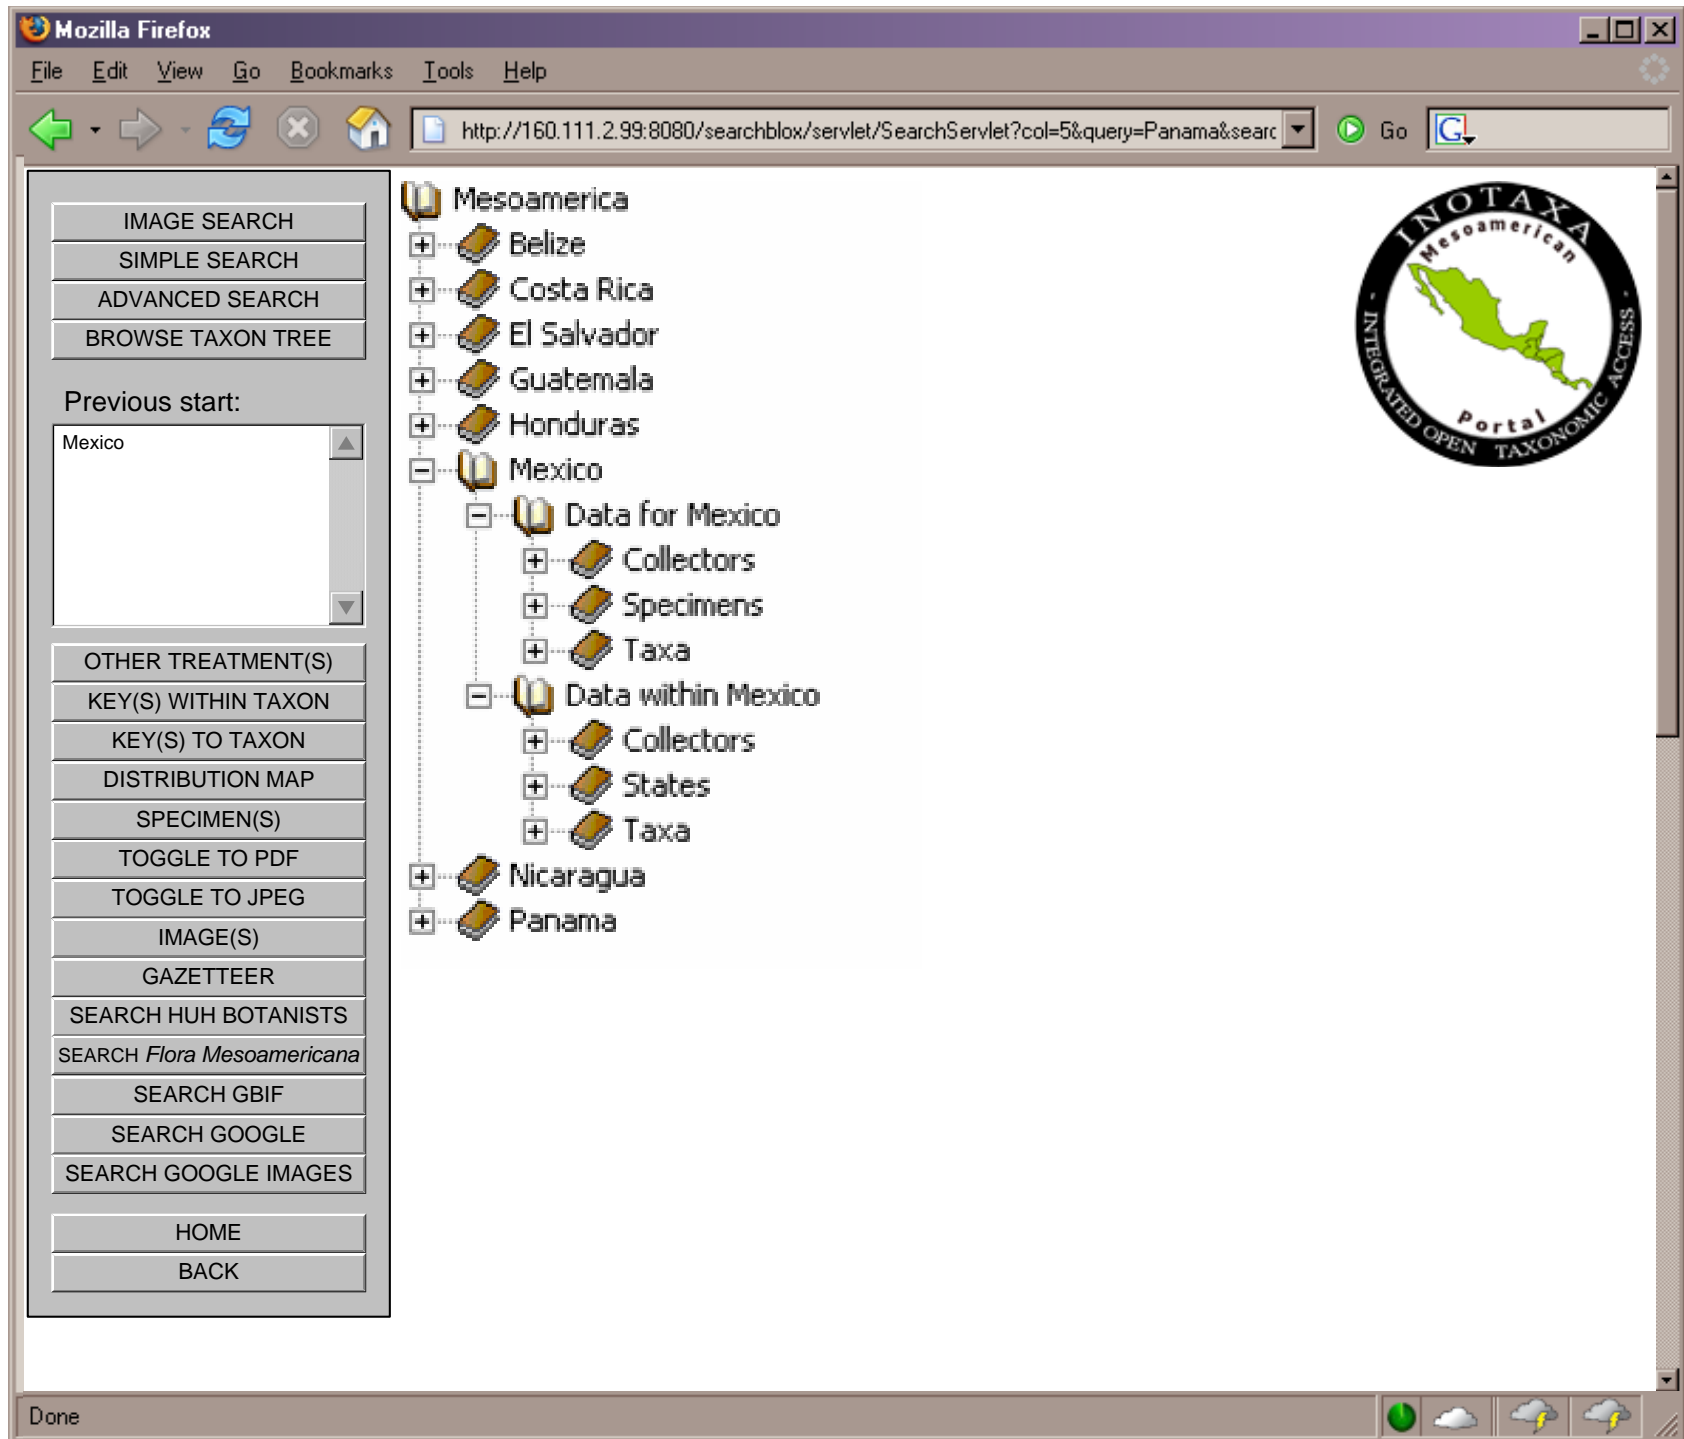 Mozilla Firefox
File Edit View Go Bookmarks Tools Help
http://160.111.2.99:8080/searchblox/servlet/SearchServlet?col=5&query=Panama&searc
Go
G
IMAGE SEARCH
SIMPLE SEARCH
ADVANCED SEARCH
BROWSE TAXON TREE
Previous start:
Mexico
OTHER TREATMENT(S)
KEY(S) WITHIN TAXON
KEY(S) TO TAXON
DISTRIBUTION MAP
SPECIMEN(S)
TOGGLE TO PDF
TOGGLE TO JPEG
IMAGE(S)
GAZETTEER
SEARCH HUH BOTANISTS
SEARCH Flora Mesoamericana
SEARCH GBIF
SEARCH GOOGLE
SEARCH GOOGLE IMAGES
HOME
BACK
Mesoamerica
Belize
Costa Rica
El Salvador
Guatemala
Honduras
Mexico
Data for Mexico
Collectors
Specimens
Taxa
Data within Mexico
Collectors
States
Taxa
Nicaragua
Panama
INOTAXA
Mesoamerican
Portal
- INTEGRATED OPEN TAXONOMIC ACCESS -
Done